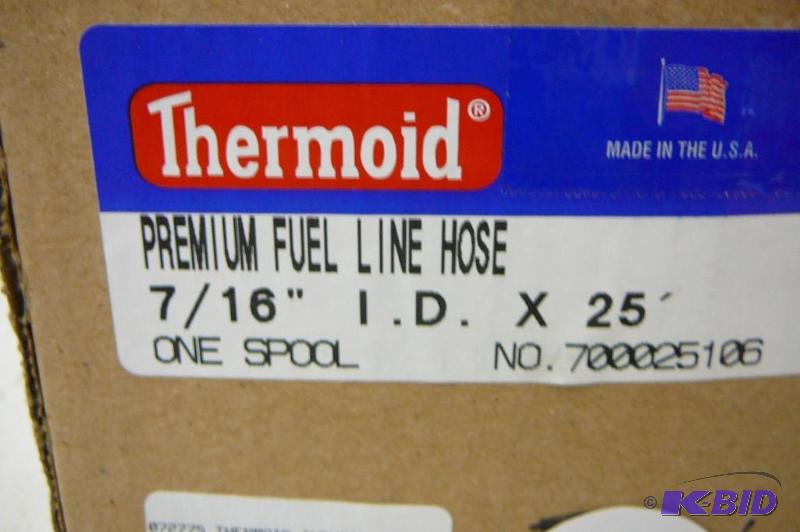 Thermoid®
MADE IN THE U.S.A.
PREMIUM FUEL LINE HOSE
7/16" I.D. X 25'
ONE SPOOL NO. 700025106
© K-BID